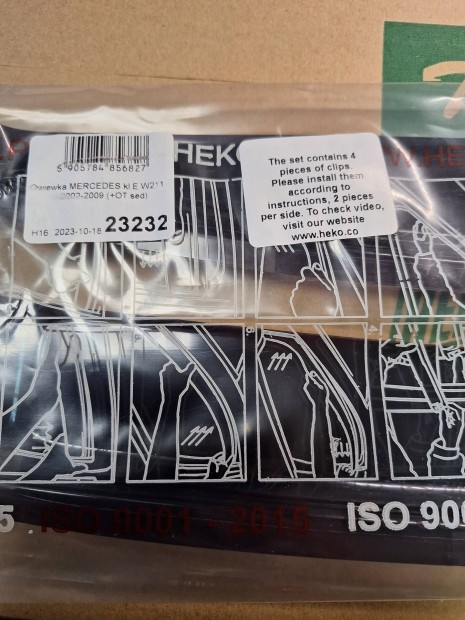 5 905784 856827
Owiewka MERCEDES kl E W211
2002-2009 (+OT sed)
H16 2023-10-18 23232
HEKO
The set contains 4
pieces of clips.
Please install them
according to
instructions, 2 pieces
per side. To check video,
visit our website
www.heko.co
HE
5
ISO 9001 - 2015
ISO 900